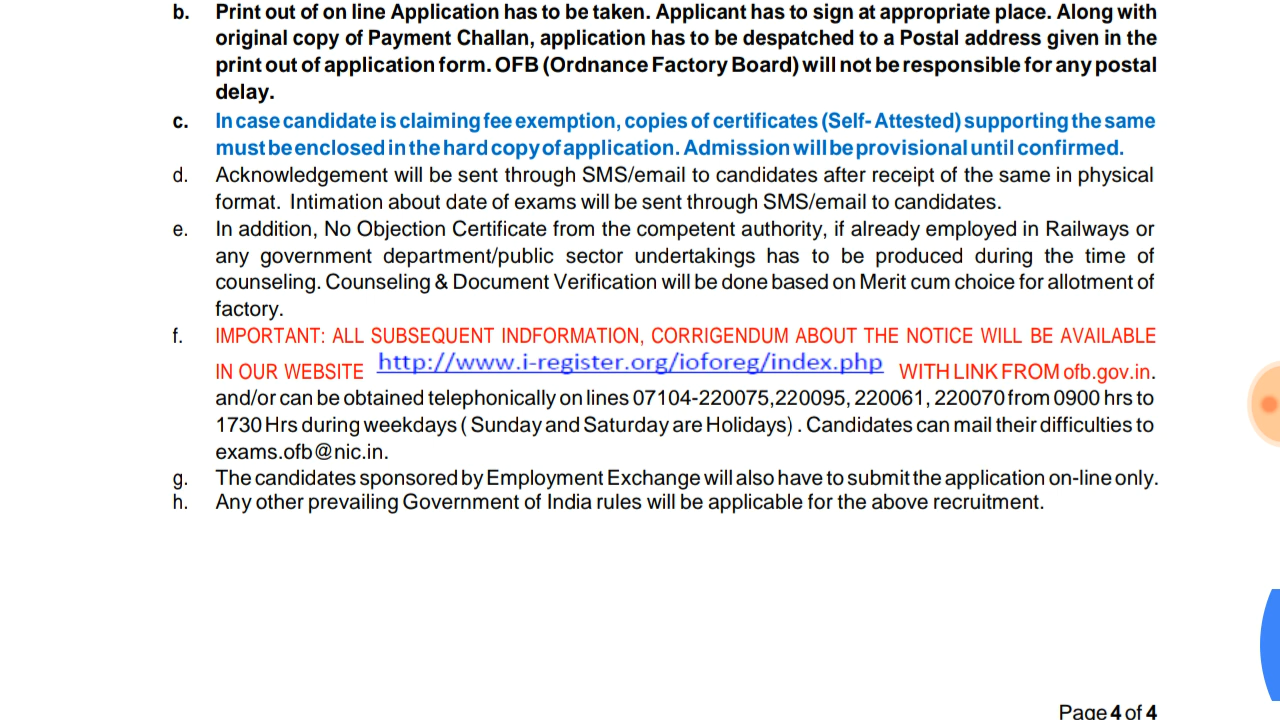 b. Print out of on line Application has to be taken. Applicant has to sign at appropriate place. Along with
original copy of Payment Challan, application has to be despatched to a Postal address given in the
print out of application form. OFB (Ordnance Factory Board) will not be responsible for any postal
delay.
c. In case candidate is claiming fee exemption, copies of certificates (Self- Attested) supporting the same
must be enclosed in the hard copy of application. Admission will be provisional until confirmed.
d. Acknowledgement will be sent through SMS/email to candidates after receipt of the same in physical
format. Intimation about date of exams will be sent through SMS/email to candidates.
e. In addition, No Objection Certificate from the competent authority, if already employed in Railways or
any government department/public sector undertakings has to be produced during the time of
counseling. Counseling & Document Verification will be done based on Merit cum choice for allotment of
factory.
f. IMPORTANT: ALL SUBSEQUENT INDFORMATION, CORRIGENDUM ABOUT THE NOTICE WILL BE AVAILABLE
IN OUR WEBSITE http://www.i-register.org/ioforeg/index.php WITH LINK FROM ofb.gov.in.
and/or can be obtained telephonically on lines 07104-220075,220095, 220061, 220070 from 0900 hrs to
1730 Hrs during weekdays ( Sunday and Saturday are Holidays) . Candidates can mail their difficulties to
exams.ofb@nic.in.
g. The candidates sponsored by Employment Exchange will also have to submit the application on-line only.
h. Any other prevailing Government of India rules will be applicable for the above recruitment.
Page 4 of 4